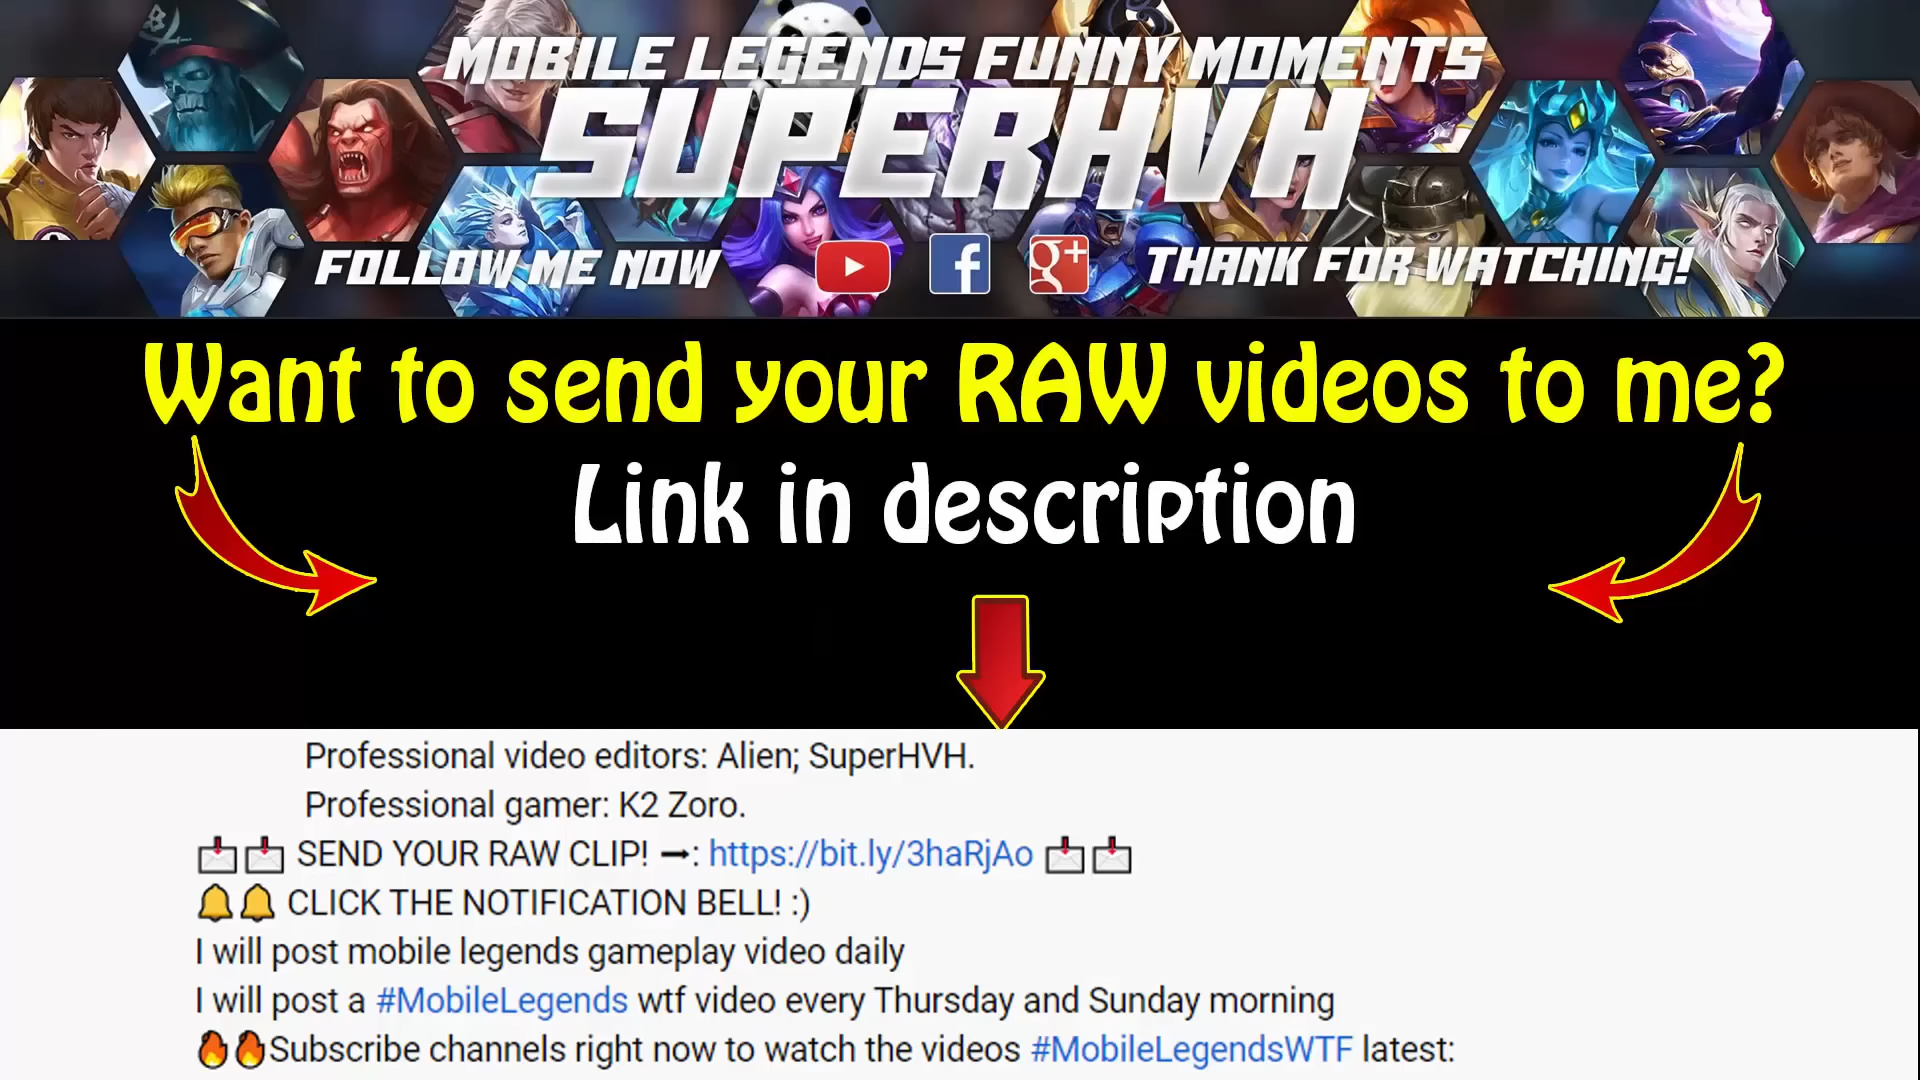 MOBILE LEGENDS FUNNY MOMENTS
SUPERHVH
FOLLOW ME NOW f g+ THANK FOR WATCHING!
Want to send your RAW videos to me?
Link in description
Professional video editors: Alien; SuperHVH.
Professional gamer: K2 Zoro.
📩📩 SEND YOUR RAW CLIP! ➞: https://bit.ly/3haRjAo 📩📩
🔔🔔 CLICK THE NOTIFICATION BELL! :)
I will post mobile legends gameplay video daily
I will post a #MobileLegends wtf video every Thursday and Sunday morning
🔥🔥Subscribe channels right now to watch the videos #MobileLegendsWTF latest: